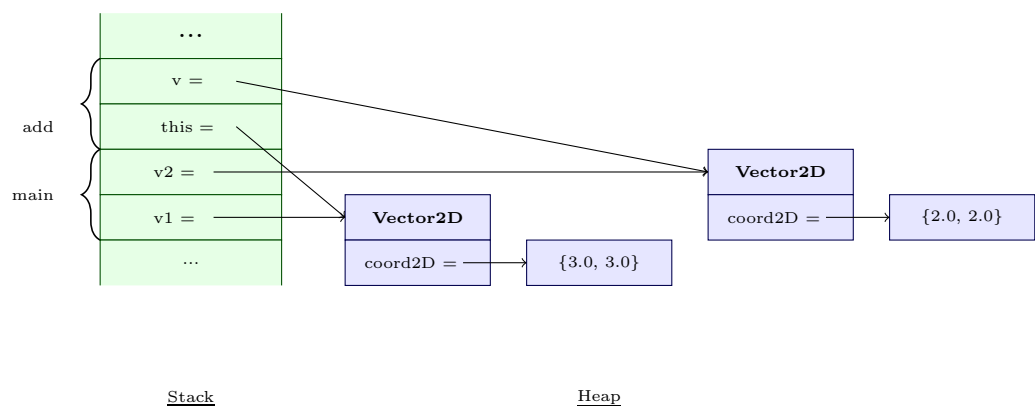 ...
v =
add
this =
main
v2 =
v1 =
...
Vector2D
coord2D =
{3.0, 3.0}
Vector2D
coord2D =
{2.0, 2.0}
Stack
Heap